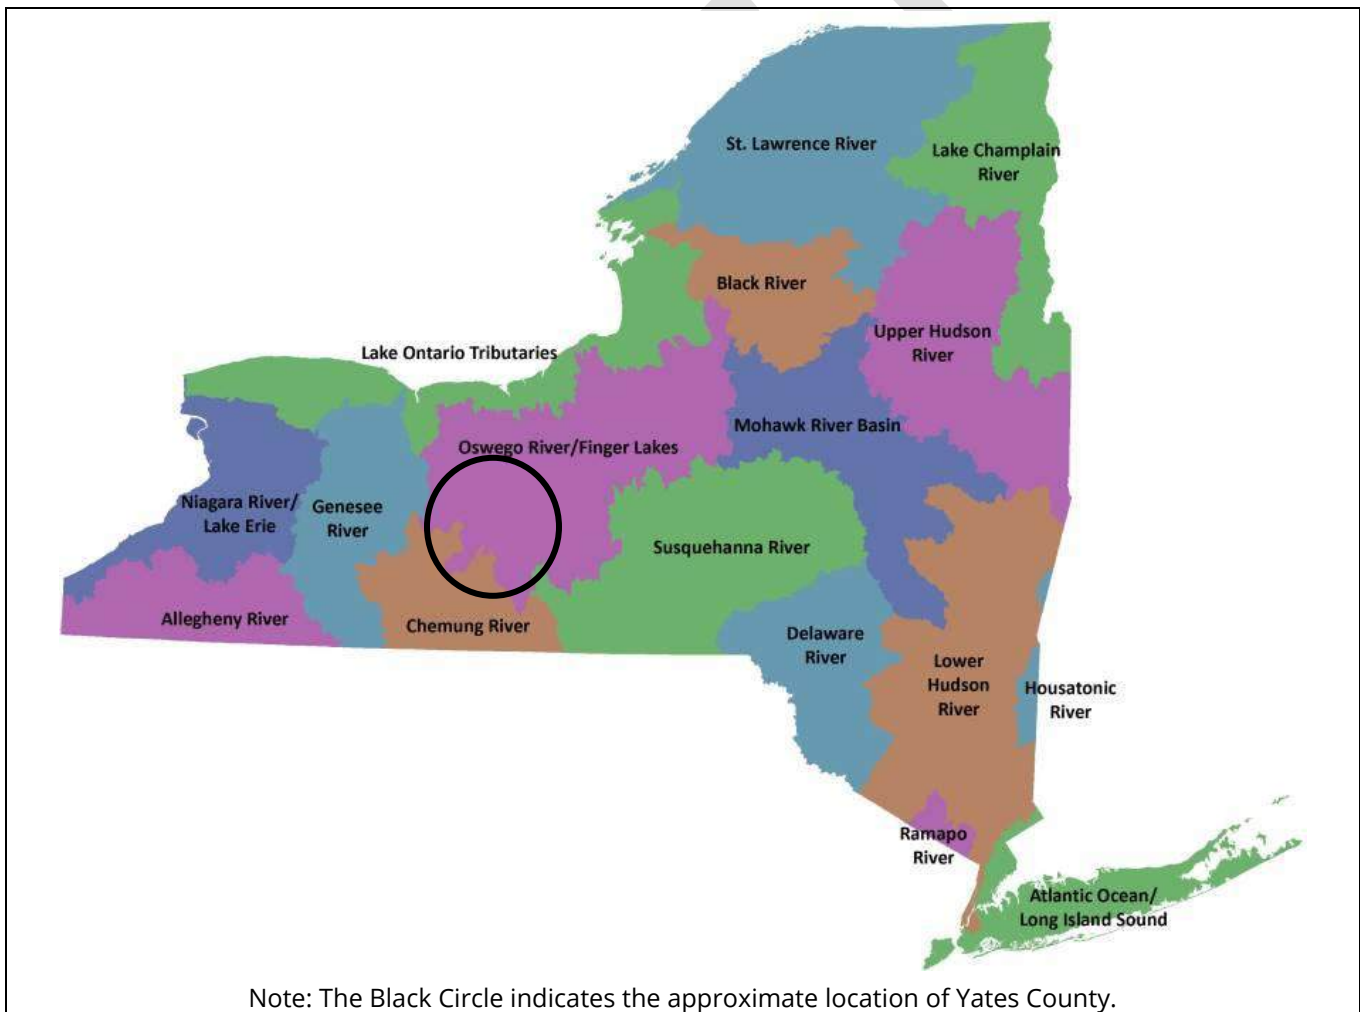 St. Lawrence River
Lake Champlain
River
Black River
Upper Hudson
River
Lake Ontario Tributaries
Mohawk River Basin
Oswego River/Finger Lakes
Niagara River/
Lake Erie
Genesee
River
Susquehanna River
Allegheny River
Chemung River
Delaware
River
Lower
Hudson
River
Housatonic
River
Ramapo
River
Atlantic Ocean/
Long Island Sound
Note: The Black Circle indicates the approximate location of Yates County.